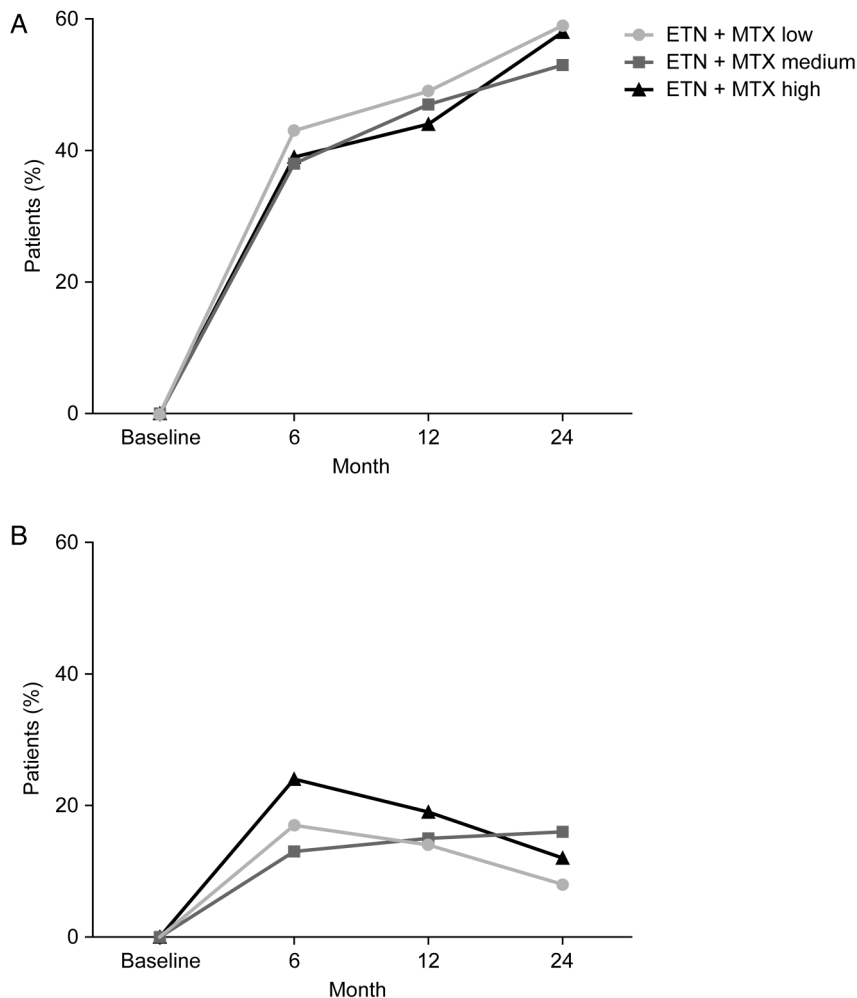 A
60
40
20
0
Patients (%)
Baseline 6 12 24
Month
ETN + MTX low
ETN + MTX medium
ETN + MTX high
B
60
40
20
0
Patients (%)
Baseline 6 12 24
Month